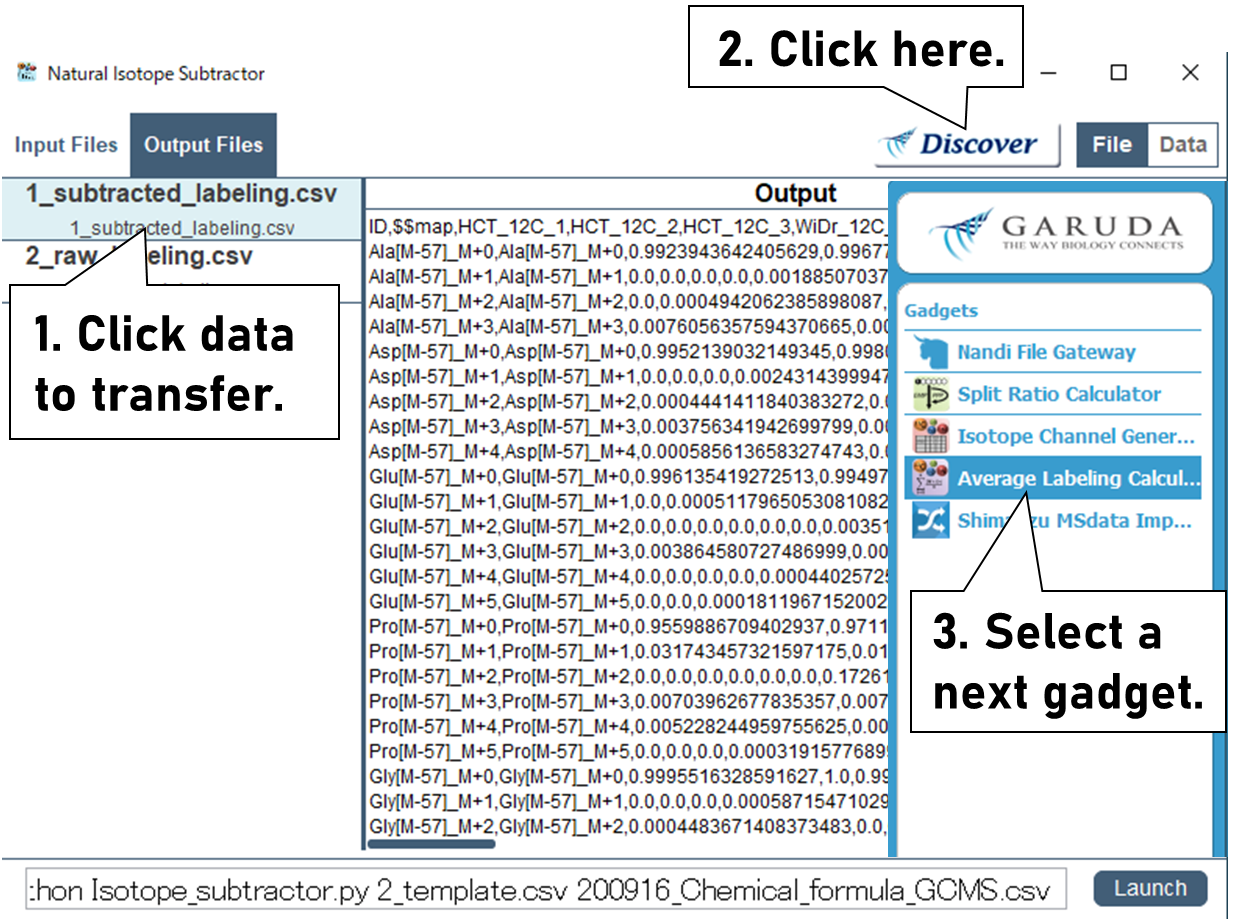 2. Click here.
Natural Isotope Subtractor
Input Files
Output Files
Discover
File
Data
1_subtracted_labeling.csv
1_subtracted_labeling.csv
2_raw_ eling.csv
1. Click data
to transfer.
Output
ID,$$map,HCT_12C_1,HCT_12C_2,HCT_12C_3,WiDr_12C_
Ala[M-57]_M+0,Ala[M-57]_M+0,0.9923943642405629,0.99677
Ala[M-57]_M+1,Ala[M-57]_M+1,0.0,0.0,0.0,0.0,0.00188507037
Ala[M-57]_M+2,Ala[M-57]_M+2,0.0,0.0004942062385898087,
Ala[M-57]_M+3,Ala[M-57]_M+3,0.0076056357594370665,0.00
Asp[M-57]_M+0,Asp[M-57]_M+0,0.9952139032149345,0.9980
Asp[M-57]_M+1,Asp[M-57]_M+1,0.0,0.0,0.0,0.0024314399947
Asp[M-57]_M+2,Asp[M-57]_M+2,0.00044414118403832​72,0.0
Asp[M-57]_M+3,Asp[M-57]_M+3,0.003756341942699799,0.00
Asp[M-57]_M+4,Asp[M-57]_M+4,0.0005856136583274743,0.0
Glu[M-57]_M+0,Glu[M-57]_M+0,0.996135419272513,0.99497
Glu[M-57]_M+1,Glu[M-57]_M+1,0.0,0.0005117965053081082
Glu[M-57]_M+2,Glu[M-57]_M+2,0.0,0.0,0.0,0.0,0.0,0.0,0.00351
Glu[M-57]_M+3,Glu[M-57]_M+3,0.003864580727486999,0.00
Glu[M-57]_M+4,Glu[M-57]_M+4,0.0,0.0,0.0,0.0,0.00044025725
Glu[M-57]_M+5,Glu[M-57]_M+5,0.0,0.0,0.0001811967152002
Pro[M-57]_M+0,Pro[M-57]_M+0,0.9559886709402937,0.9711
Pro[M-57]_M+1,Pro[M-57]_M+1,0.031743457321597175,0.01
Pro[M-57]_M+2,Pro[M-57]_M+2,0.0,0.0,0.0,0.0,0.0,0.0,0.17261
Pro[M-57]_M+3,Pro[M-57]_M+3,0.007039626778353​57,0.007
Pro[M-57]_M+4,Pro[M-57]_M+4,0.005228244959755625,0.00
Pro[M-57]_M+5,Pro[M-57]_M+5,0.0,0.0,0.0,0.000319157768​99
Gly[M-57]_M+0,Gly[M-57]_M+0,0.9995516328591627,1.0,0.99
Gly[M-57]_M+1,Gly[M-57]_M+1,0.0,0.0,0.0,0.00058715471029
Gly[M-57]_M+2,Gly[M-57]_M+2,0.0004483671408373483,0.0,
GARUDA
THE WAY BIOLOGY CONNECTS
Gadgets
Nandi File Gateway
Split Ratio Calculator
Isotope Channel Gener...
Average Labeling Calcul...
MSdata Imp...
3. Select a
next gadget.
:hon Isotope_subtractor.py 2_template.csv 200916_Chemical_formula_GCMS.csv
Launch